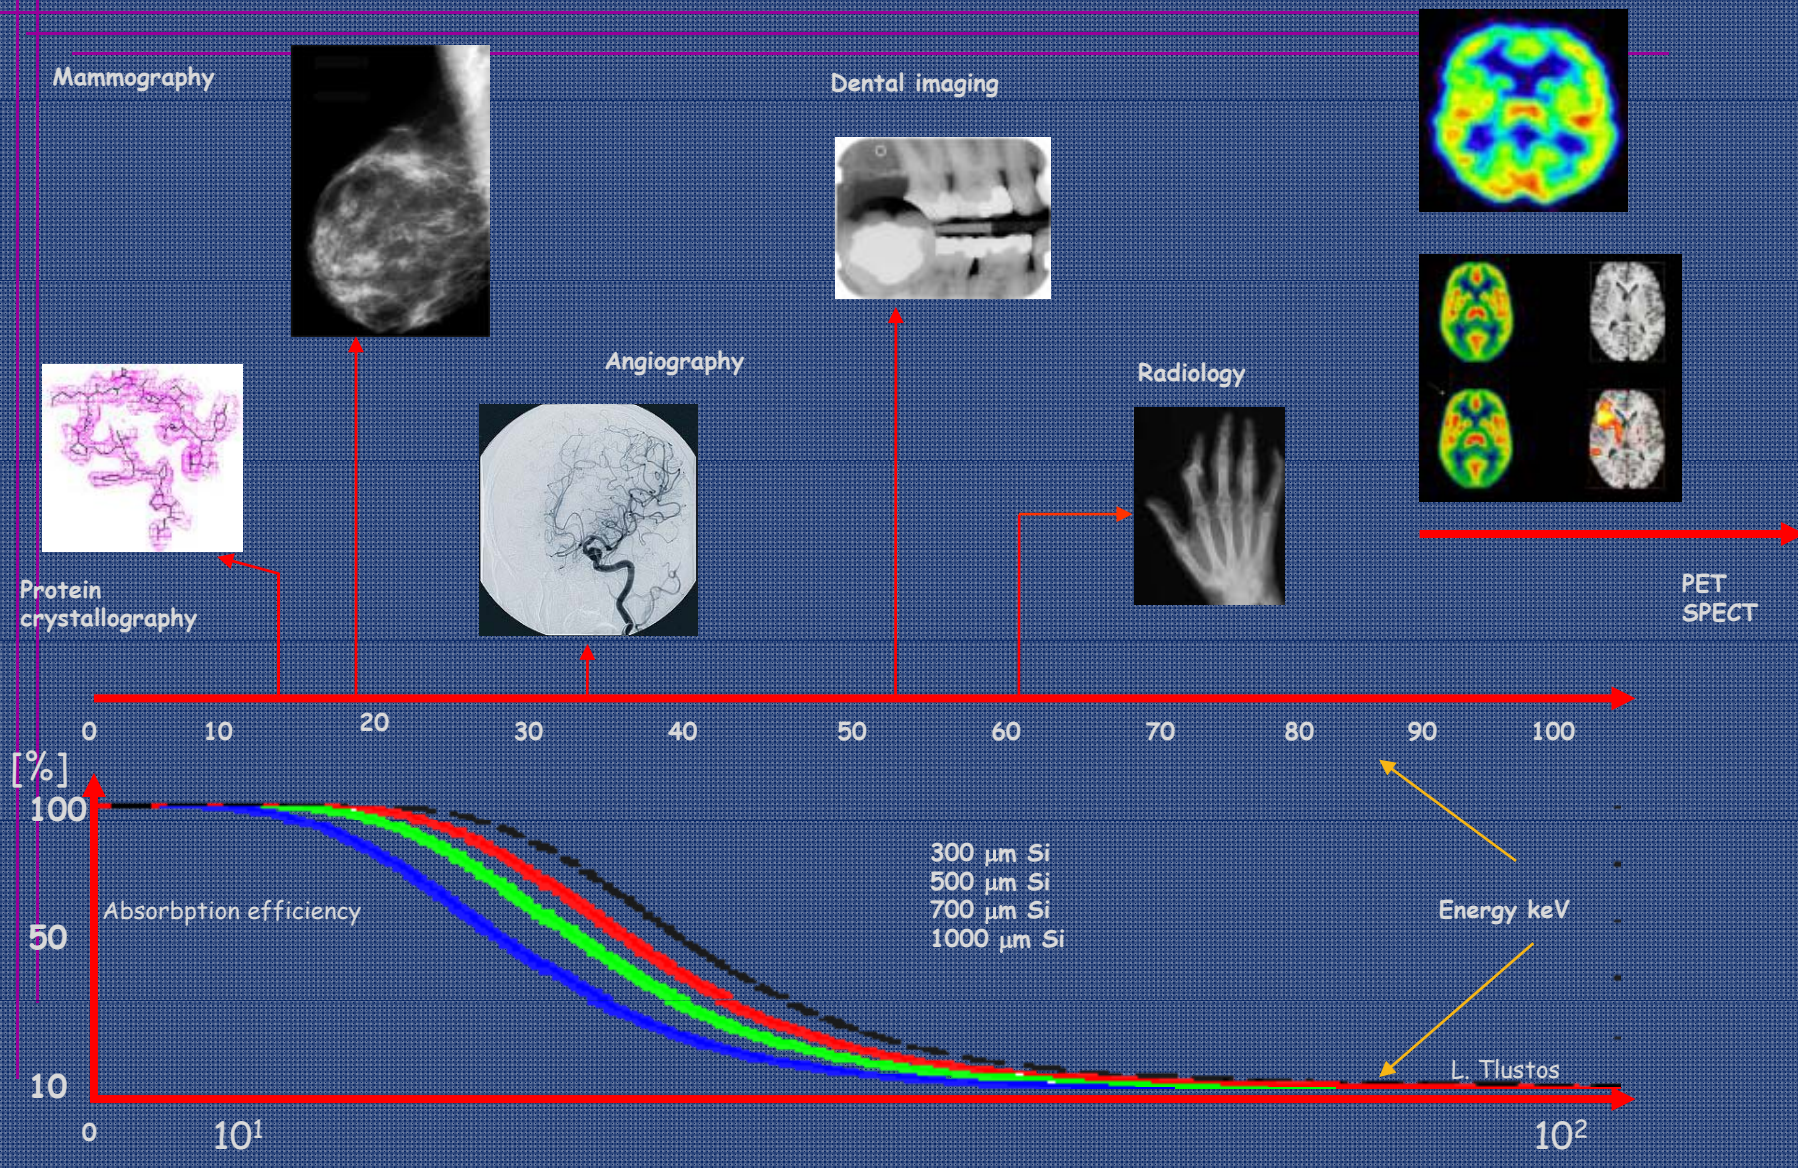 Mammography
Dental imaging
Angiography
Radiology
Protein
crystallography
PET
SPECT
0 10 20 30 40 50 60 70 80 90 100
[%]
100
300 µm Si
500 µm Si
700 µm Si
1000 µm Si
Absorbption efficiency
Energy keV
50
L. Tlustos
10
0 10¹ 10²